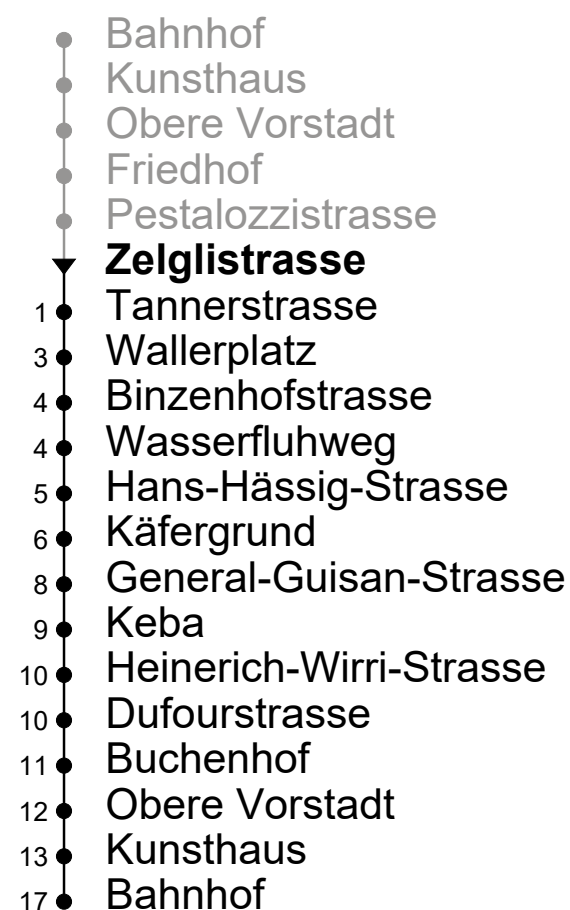 Bahnhof
Kunsthaus
Obere Vorstadt
Friedhof
Pestalozzistrasse
Zelglistrasse
1 Tannerstrasse
3 Wallerplatz
4 Binzenhofstrasse
4 Wasserfluhweg
5 Hans-Hässig-Strasse
6 Käfergrund
8 General-Guisan-Strasse
9 Keba
10 Heinerich-Wirri-Strasse
10 Dufourstrasse
11 Buchenhof
12 Obere Vorstadt
13 Kunsthaus
17 Bahnhof